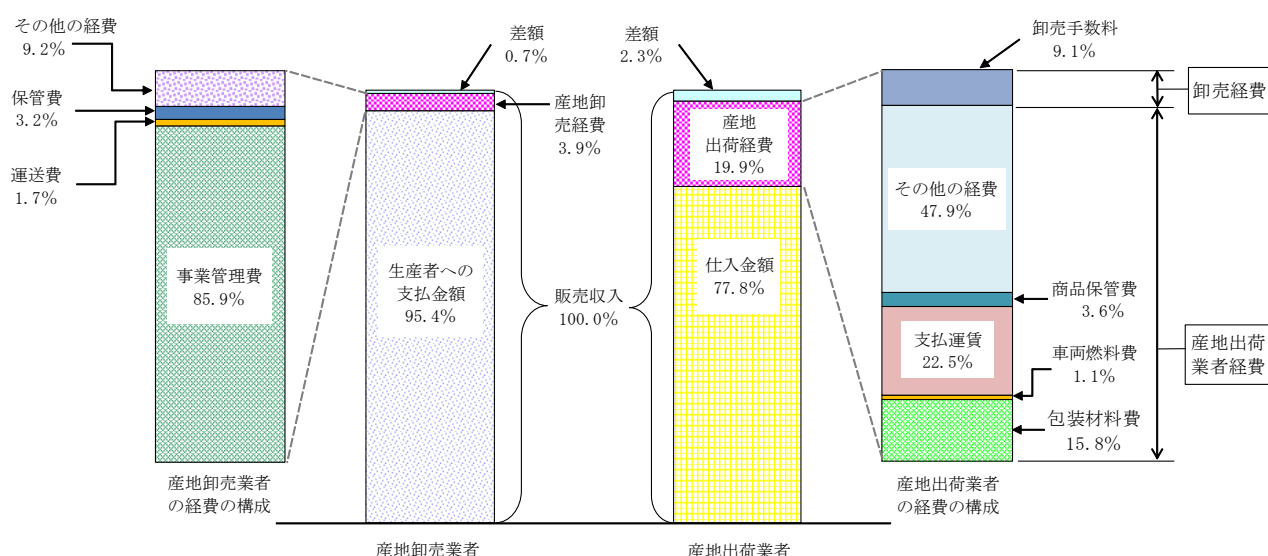 その他の経費
9.2%
保管費
3.2%
運送費
1.7%
事業管理費
85.9%
産地卸売業者
の経費の構成
差額
0.7%
産地卸
売経費
3.9%
生産者への
支払金額
95.4%
産地卸売業者
販売収入
100.0%
差額
2.3%
産地
出荷経費
19.9%
仕入金額
77.8%
産地出荷業者
卸売手数料
9.1%
その他の経費
47.9%
商品保管費
3.6%
支払運賃
22.5%
車両燃料費
1.1%
包装材料費
15.8%
産地出荷業者
の経費の構成
卸売経費
産地出荷
業者経費